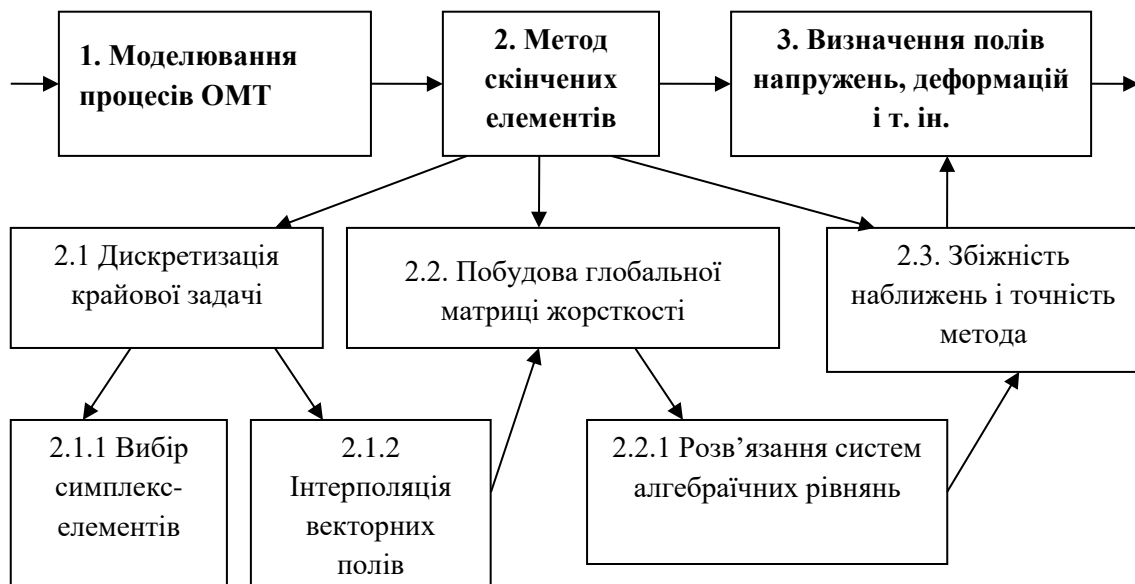 1. Моделювання
процесів ОМТ
2. Метод
скінчених
елементів
3. Визначення полів
напружень, деформацій
і т. ін.
2.1 Дискретизація
крайової задачі
2.2. Побудова глобальної
матриці жорсткості
2.3. Збіжність
наближень і точність
метода
2.1.1 Вибір
симплекс-
елементів
2.1.2
Інтерполяція
векторних
полів
2.2.1 Розв’язання систем
алгебраїчних рівнянь